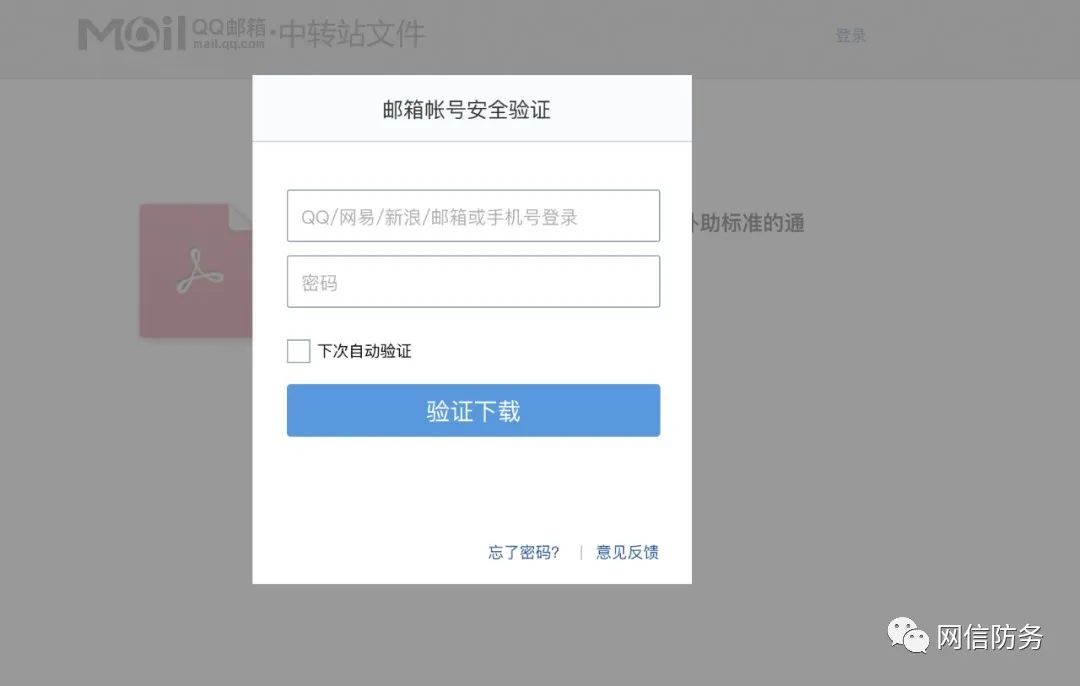 Mail QQ邮箱·中转站文件
mail.qq.com
登录
邮箱帐号安全验证
QQ/网易/新浪/邮箱或手机号登录
补助标准的通
密码
下次自动验证
验证下载
忘了密码? | 意见反馈
网信防务